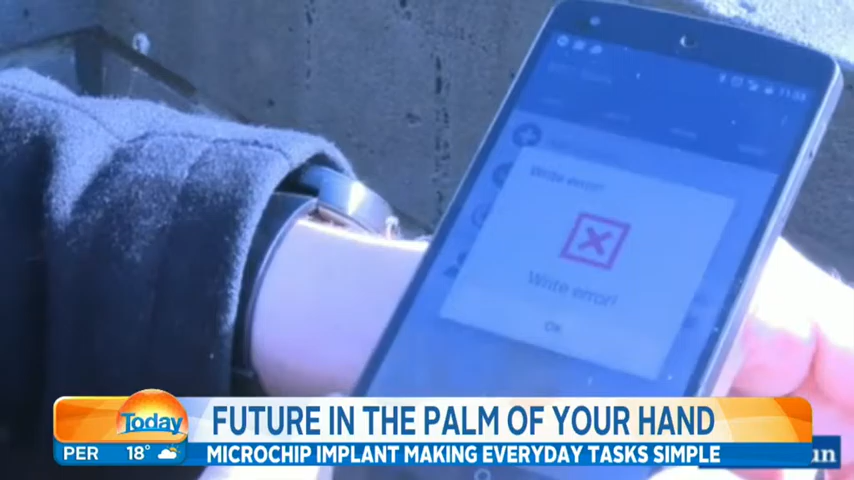 Write error!
Write error!
OK
Today
FUTURE IN THE PALM OF YOUR HAND
PER 18°
MICROCHIP IMPLANT MAKING EVERYDAY TASKS SIMPLE
un